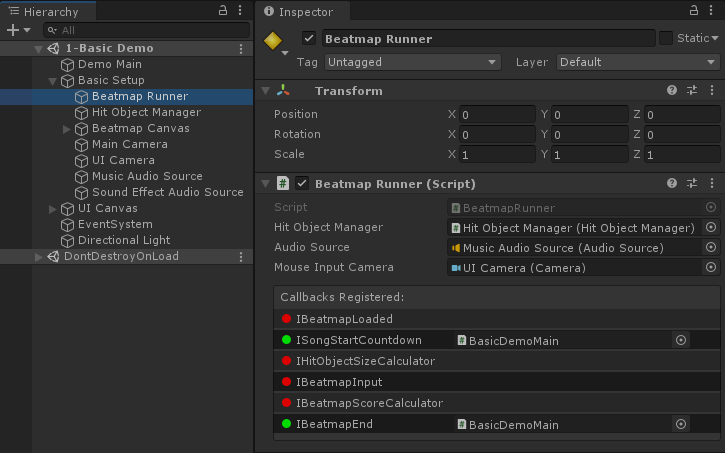 Hierarchy
All
1-Basic Demo
Demo Main
Basic Setup
Beatmap Runner
Hit Object Manager
Beatmap Canvas
Main Camera
UI Camera
Music Audio Source
Sound Effect Audio Source
UI Canvas
EventSystem
Directional Light
DontDestroyOnLoad
Inspector
Beatmap Runner Static
Tag Untagged Layer Default
Transform
Position X 0 Y 0 Z 0
Rotation X 0 Y 0 Z 0
Scale X 1 Y 1 Z 1
# Beatmap Runner (Script)
Script # BeatmapRunner
Hit Object Manager # Hit Object Manager (Hit Object Manager)
Audio Source Music Audio Source (Audio Source)
Mouse Input Camera UI Camera (Camera)
Callbacks Registered:
IBeatmapLoaded
ISongStartCountdown # BasicDemoMain
IHitObjectSizeCalculator
IBeatmapInput
IBeatmapScoreCalculator
IBeatmapEnd # BasicDemoMain